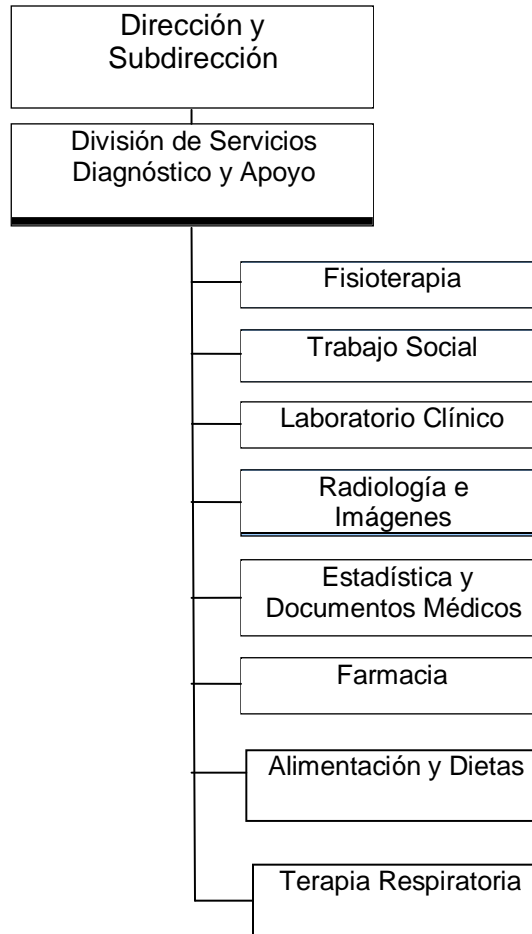 Dirección y
Subdirección
División de Servicios
Diagnóstico y Apoyo
Fisioterapia
Trabajo Social
Laboratorio Clínico
Radiología e
Imágenes
Estadística y
Documentos Médicos
Farmacia
Alimentación y Dietas
Terapia Respiratoria